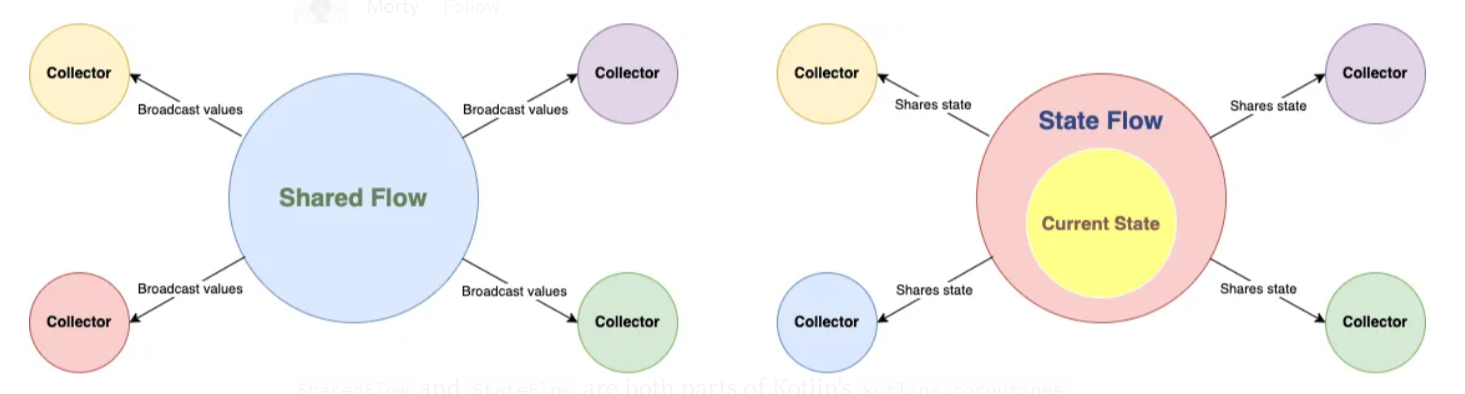 Morty · Follow
Collector
Broadcast values
Collector
Broadcast values
Shared Flow
Collector
Broadcast values
Collector
Broadcast values
Collector
Shares state
Collector
Shares state
State Flow
Current State
Collector
Shares state
Collector
Shares state
SharedFlow and StateFlow are both parts of Kotlin's kotlinx.coroutines